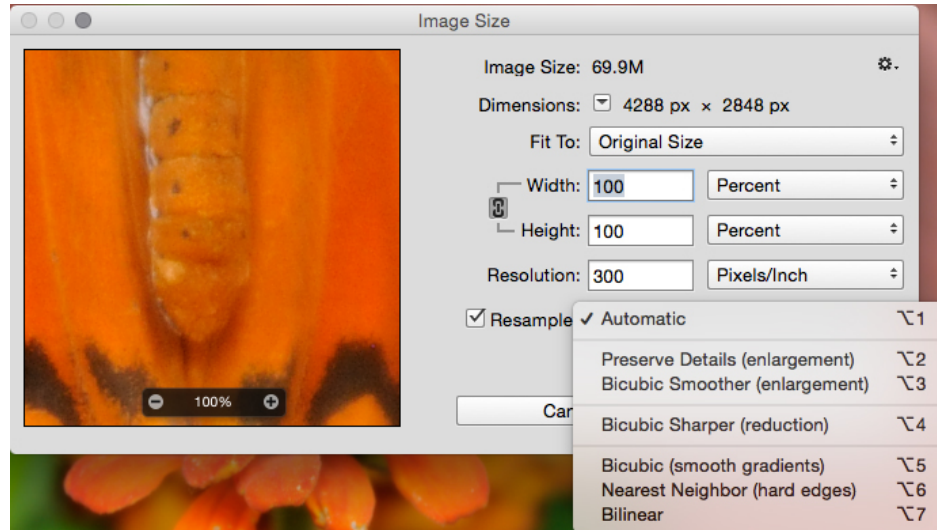 Image Size
Image Size: 69.9M
Dimensions: 4288 px × 2848 px
Fit To: Original Size
Width: 100 Percent
Height: 100 Percent
Resolution: 300 Pixels/Inch
Resample ✓ Automatic ⌥1
Preserve Details (enlargement) ⌥2
Bicubic Smoother (enlargement) ⌥3
100%
Car
Bicubic Sharper (reduction) ⌥4
Bicubic (smooth gradients) ⌥5
Nearest Neighbor (hard edges) ⌥6
Bilinear ⌥7